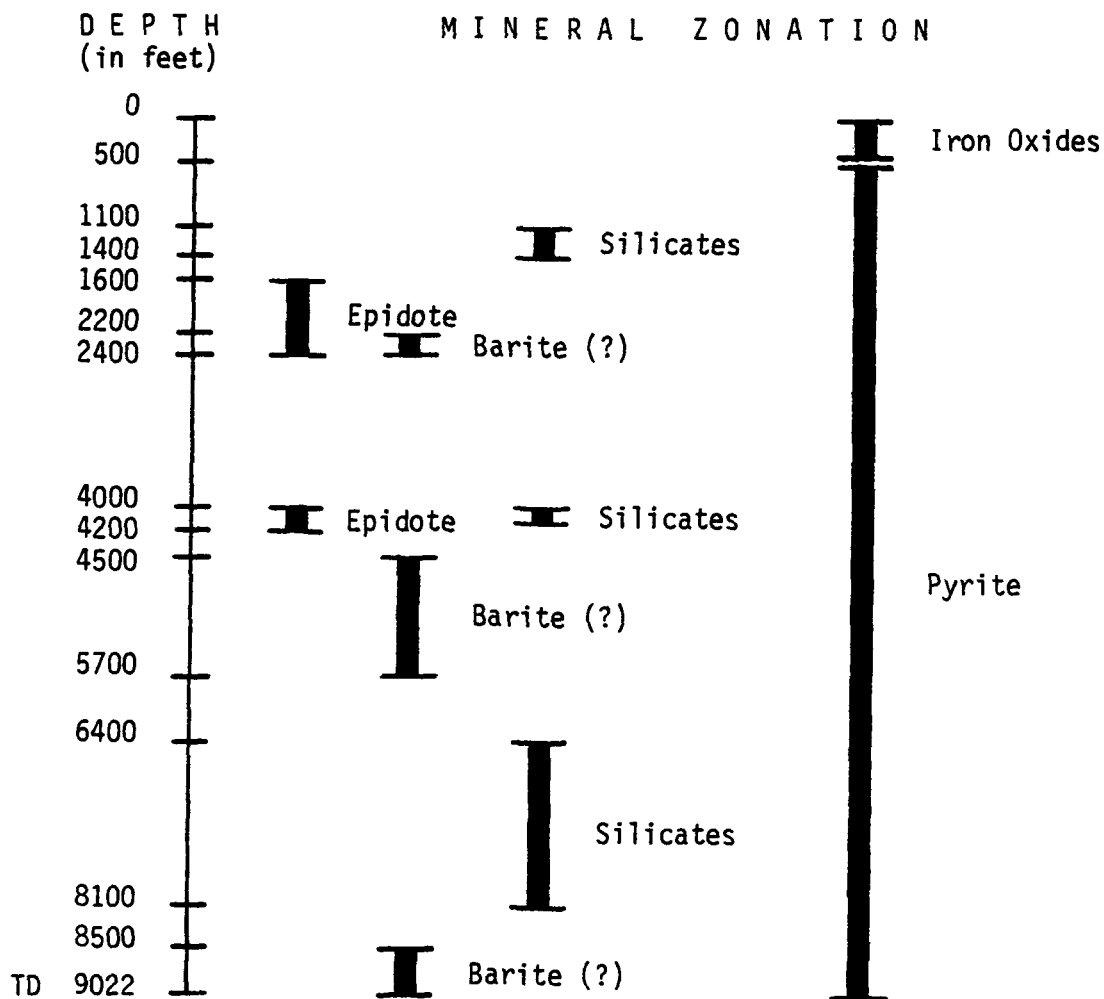 DEPTH MINERAL ZONATION
(in feet)
0
Iron Oxides
500
1100
Silicates
1400
1600
Epidote
2200
Barite (?)
2400
4000
Epidote Silicates
4200
4500
Pyrite
Barite (?)
5700
6400
Silicates
8100
8500
Barite (?)
TD 9022